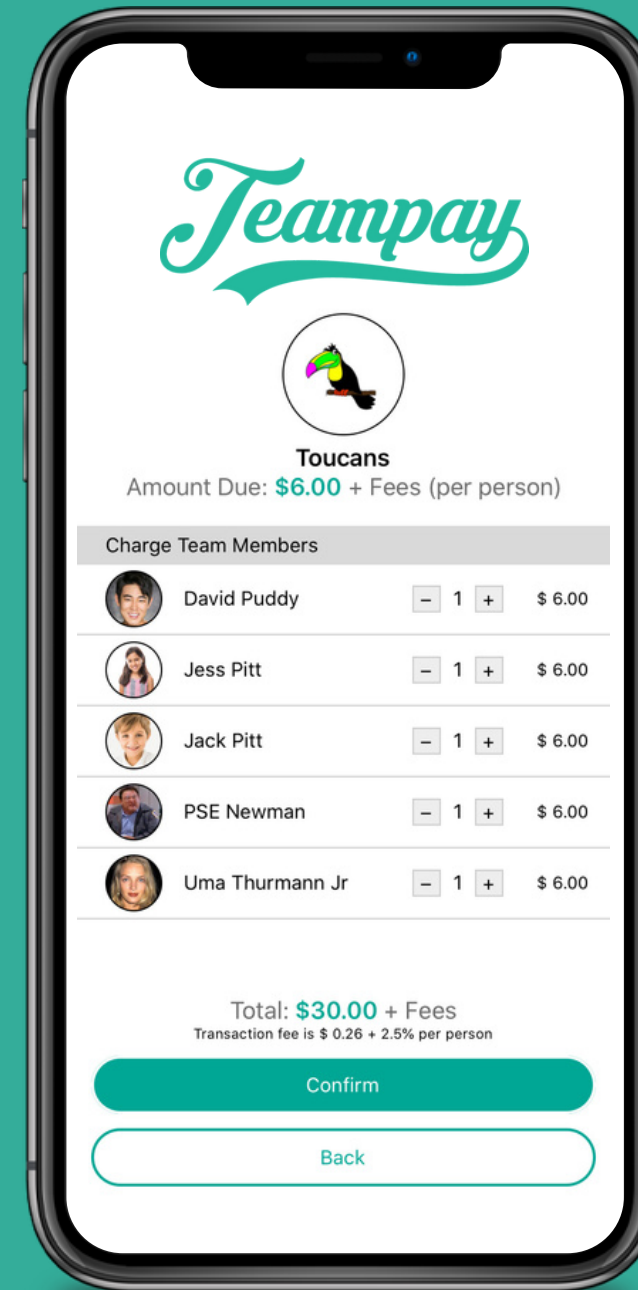 Teampay
Toucans
Amount Due: $6.00 + Fees (per person)
Charge Team Members
David Puddy – 1 + $ 6.00
Jess Pitt – 1 + $ 6.00
Jack Pitt – 1 + $ 6.00
PSE Newman – 1 + $ 6.00
Uma Thurmann Jr – 1 + $ 6.00
Total: $30.00 + Fees
Transaction fee is $ 0.26 + 2.5% per person
Confirm
Back